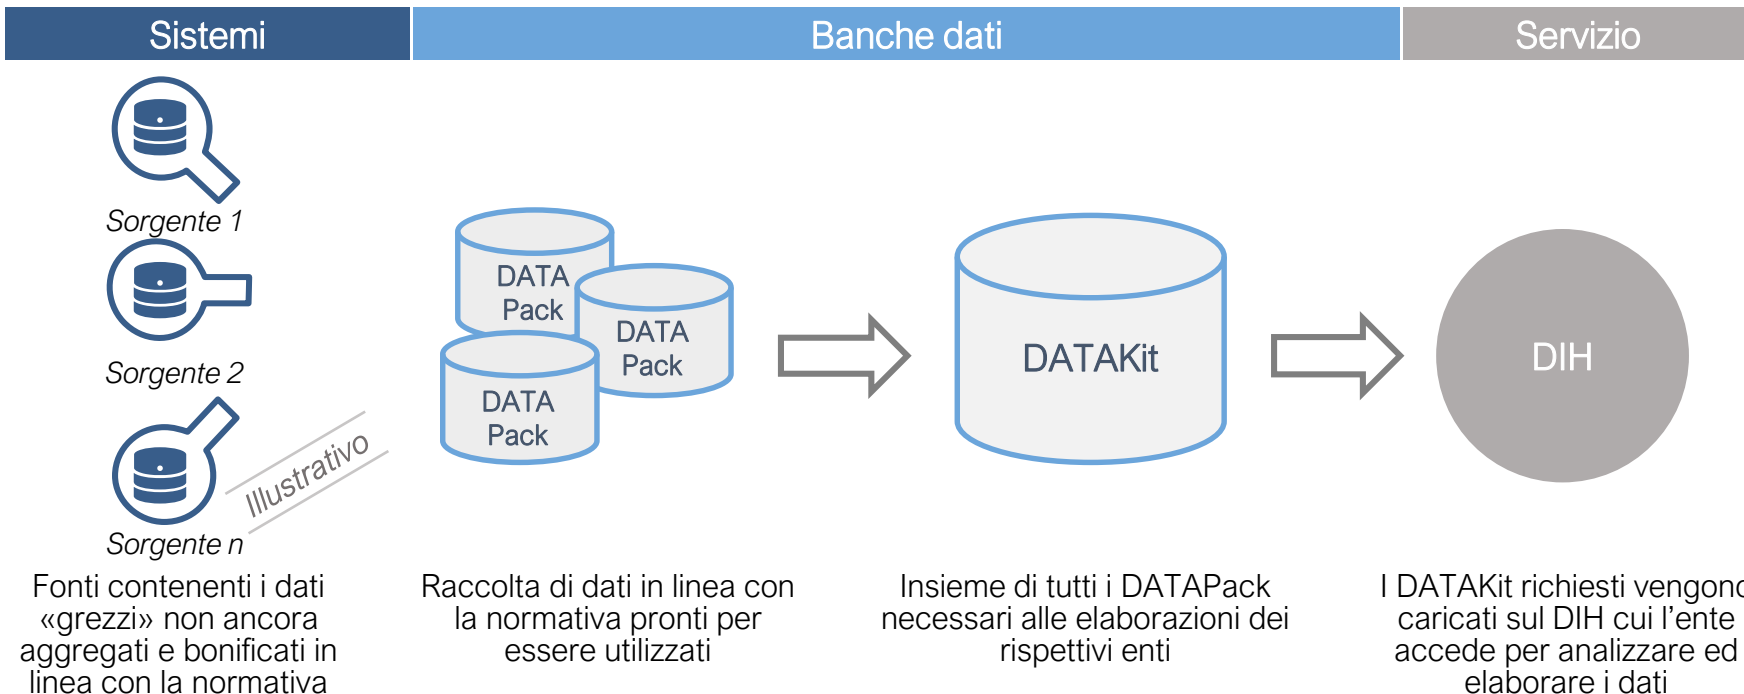 Sistemi
Banche dati
Servizio
Sorgente 1
Sorgente 2
Sorgente n
Illustrativo
DATA
Pack
DATA
Pack
DATA
Pack
DATAKit
DIH
Fonti contenenti i dati
«grezzi» non ancora
aggregati e bonificati in
linea con la normativa
Raccolta di dati in linea con
la normativa pronti per
essere utilizzati
Insieme di tutti i DATAPack
necessari alle elaborazioni dei
rispettivi enti
I DATAKit richiesti vengono
caricati sul DIH cui l'ente
accede per analizzare ed
elaborare i dati